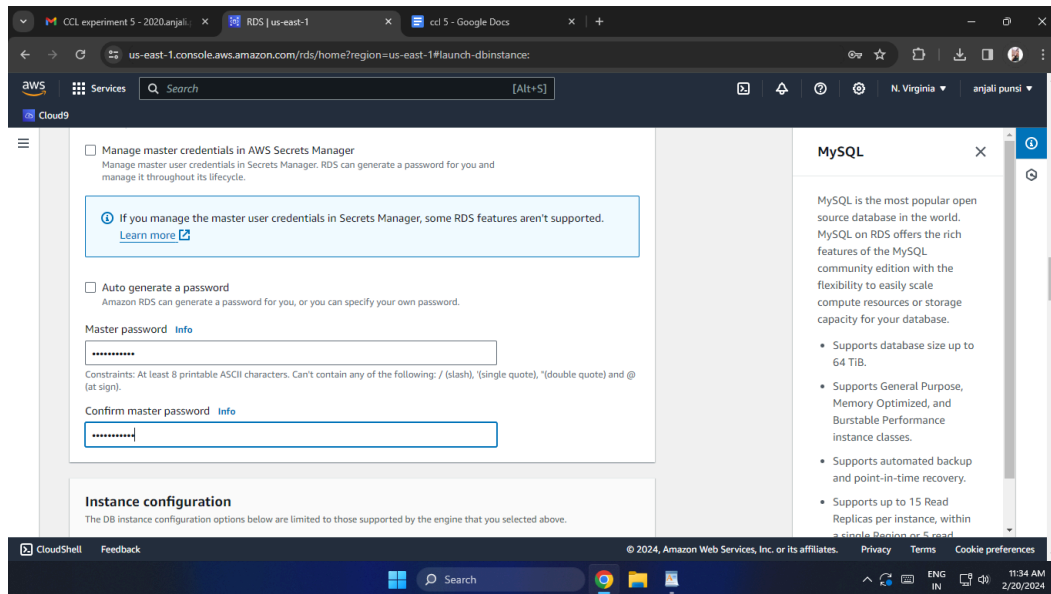 CCL experiment 5 - 2020.anjali.
RDS | us-east-1
ccl 5 - Google Docs
us-east-1.console.aws.amazon.com/rds/home?region=us-east-1#launch-dbinstance:
aws
Services
Search
[Alt+S]
N. Virginia
anjali punsi
Cloud9
Manage master credentials in AWS Secrets Manager
Manage master user credentials in Secrets Manager. RDS can generate a password for you and
manage it throughout its lifecycle.
If you manage the master user credentials in Secrets Manager, some RDS features aren't supported.
Learn more
Auto generate a password
Amazon RDS can generate a password for you, or you can specify your own password.
Master password Info
•••••••••••
Constraints: At least 8 printable ASCII characters. Can't contain any of the following: / (slash), '(single quote), "(double quote) and @
(at sign).
Confirm master password Info
•••••••••••
Instance configuration
The DB instance configuration options below are limited to those supported by the engine that you selected above.
MySQL
MySQL is the most popular open
source database in the world.
MySQL on RDS offers the rich
features of the MySQL
community edition with the
flexibility to easily scale
compute resources or storage
capacity for your database.
• Supports database size up to
64 TiB.
• Supports General Purpose,
Memory Optimized, and
Burstable Performance
instance classes.
• Supports automated backup
and point-in-time recovery.
• Supports up to 15 Read
Replicas per instance, within
a single Region or 5 read
CloudShell
Feedback
© 2024, Amazon Web Services, Inc. or its affiliates.
Privacy
Terms
Cookie preferences
Search
ENG
IN
11:34 AM
2/20/2024